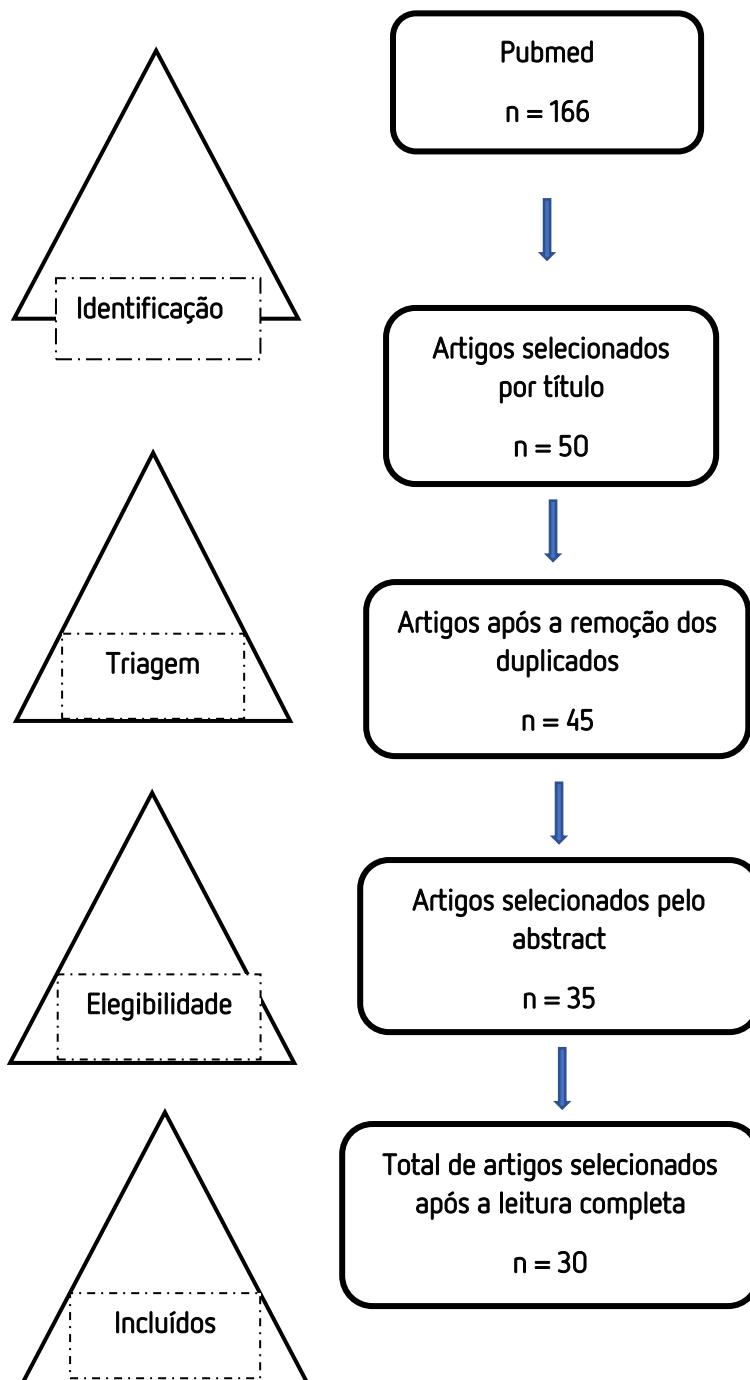 Pubmed
n = 166
Identificação
Artigos selecionados
por título
n = 50
Triagem
Artigos após a remoção dos
duplicados
n = 45
Elegibilidade
Artigos selecionados pelo
abstract
n = 35
Incluídos
Total de artigos selecionados
após a leitura completa
n = 30